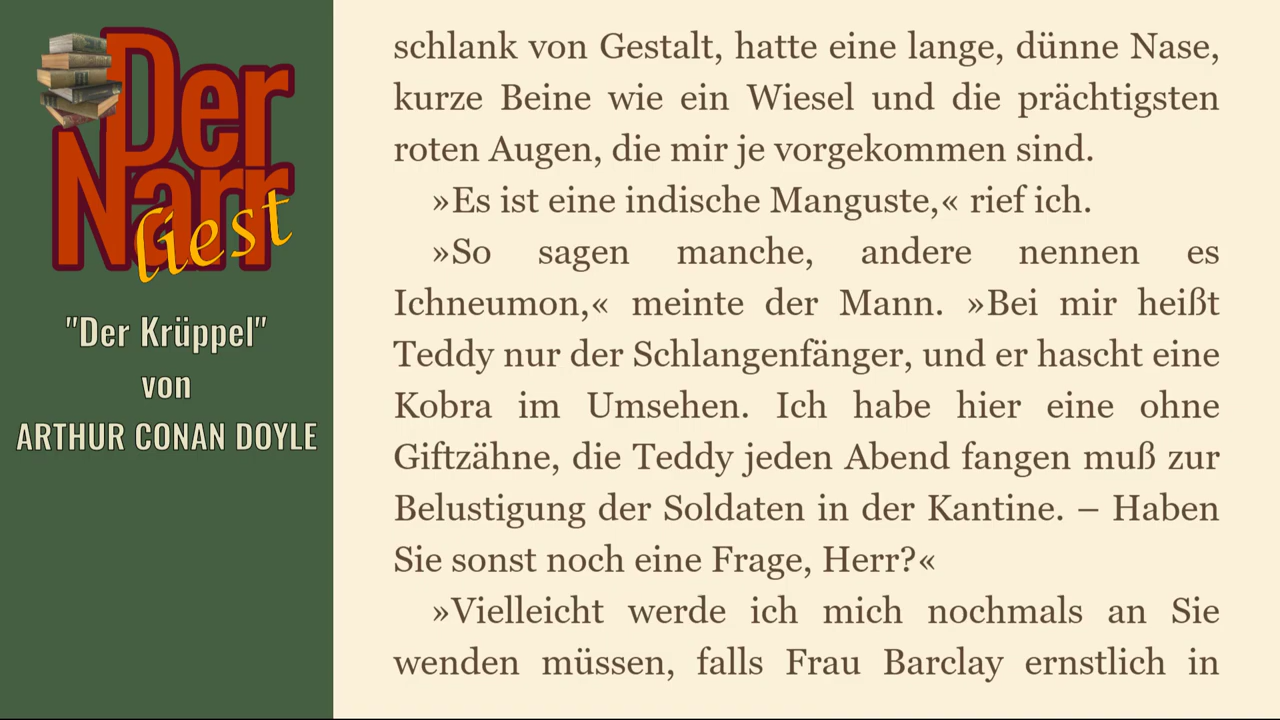 Der
Narr
liest
"Der Krüppel"
von
ARTHUR CONAN DOYLE
schlank von Gestalt, hatte eine lange, dünne Nase,
kurze Beine wie ein Wiesel und die prächtigsten
roten Augen, die mir je vorgekommen sind.
»Es ist eine indische Manguste,« rief ich.
»So sagen manche, andere nennen es
Ichneumon,« meinte der Mann. »Bei mir heißt
Teddy nur der Schlangenfänger, und er hascht eine
Kobra im Umsehen. Ich habe hier eine ohne
Giftzähne, die Teddy jeden Abend fangen muß zur
Belustigung der Soldaten in der Kantine. – Haben
Sie sonst noch eine Frage, Herr?«
»Vielleicht werde ich mich nochmals an Sie
wenden müssen, falls Frau Barclay ernstlich in